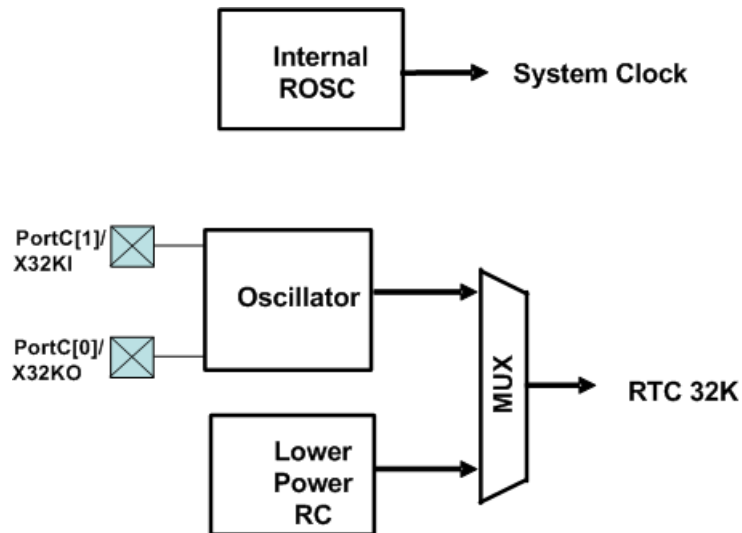 Internal
ROSC
System Clock
PortC[1]/
X32KI
Oscillator
PortC[0]/
X32KO
MUX
RTC 32K
Lower
Power
RC